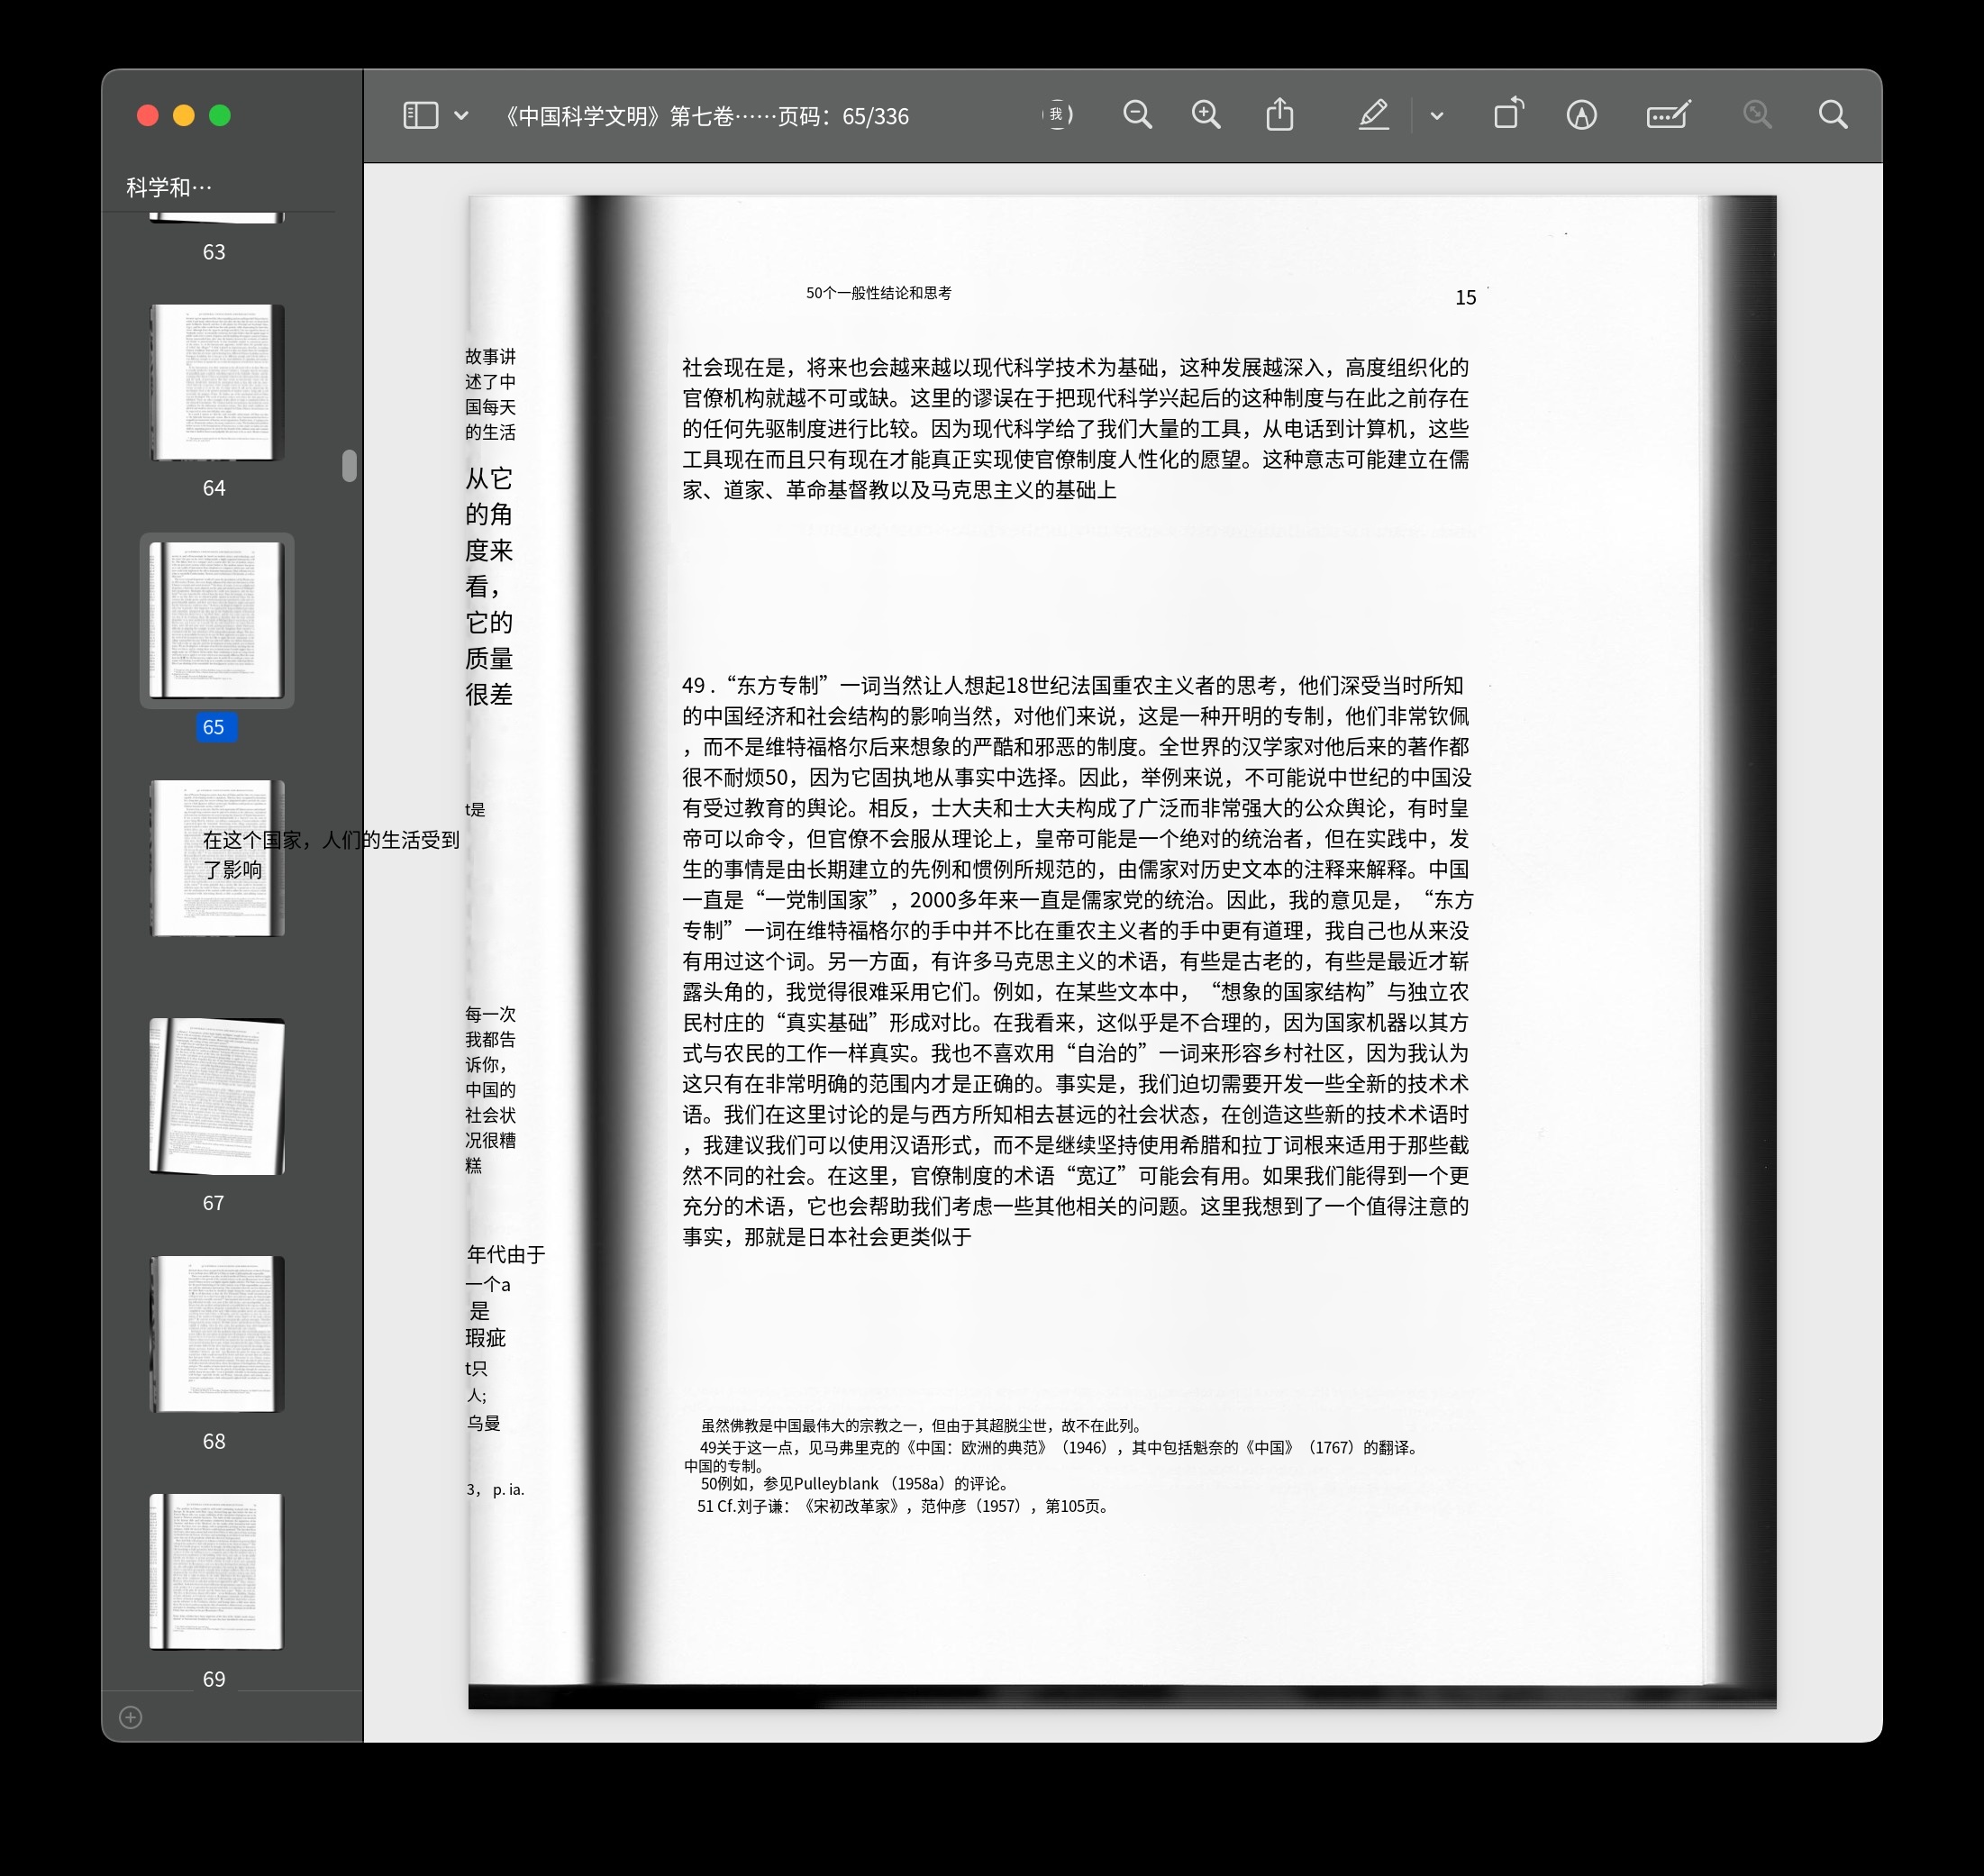 《中国科学文明》第七卷⋯⋯页码：65/336
我
科学和⋯
63
64
65
在这个国家，人们的生活受到
了影响
67
68
69
故事讲
述了中
国每天
的生活
从它
的角
度来
看，
它的
质量
很差
t是
每一次
我都告
诉你，
中国的
社会状
况很糟
糕
年代由于
一个a
是
瑕疵
t只
人;
乌曼
3， p. ia.
50个一般性结论和思考
15
社会现在是，将来也会越来越以现代科学技术为基础，这种发展越深入，高度组织化的
官僚机构就越不可或缺。这里的谬误在于把现代科学兴起后的这种制度与在此之前存在
的任何先驱制度进行比较。因为现代科学给了我们大量的工具，从电话到计算机，这些
工具现在而且只有现在才能真正实现使官僚制度人性化的愿望。这种意志可能建立在儒
家、道家、革命基督教以及马克思主义的基础上
49 .“东方专制”一词当然让人想起18世纪法国重农主义者的思考，他们深受当时所知
的中国经济和社会结构的影响当然，对他们来说，这是一种开明的专制，他们非常钦佩
，而不是维特福格尔后来想象的严酷和邪恶的制度。全世界的汉学家对他后来的著作都
很不耐烦50，因为它固执地从事实中选择。因此，举例来说，不可能说中世纪的中国没
有受过教育的舆论。相反，士大夫和士大夫构成了广泛而非常强大的公众舆论，有时皇
帝可以命令，但官僚不会服从理论上，皇帝可能是一个绝对的统治者，但在实践中，发
生的事情是由长期建立的先例和惯例所规范的，由儒家对历史文本的注释来解释。中国
一直是“一党制国家”，2000多年来一直是儒家党的统治。因此，我的意见是，“东方
专制”一词在维特福格尔的手中并不比在重农主义者的手中更有道理，我自己也从来没
有用过这个词。另一方面，有许多马克思主义的术语，有些是古老的，有些是最近才崭
露头角的，我觉得很难采用它们。例如，在某些文本中，“想象的国家结构”与独立农
民村庄的“真实基础”形成对比。在我看来，这似乎是不合理的，因为国家机器以其方
式与农民的工作一样真实。我也不喜欢用“自治的”一词来形容乡村社区，因为我认为
这只有在非常明确的范围内才是正确的。事实是，我们迫切需要开发一些全新的技术术
语。我们在这里讨论的是与西方所知相去甚远的社会状态，在创造这些新的技术术语时
，我建议我们可以使用汉语形式，而不是继续坚持使用希腊和拉丁词根来适用于那些截
然不同的社会。在这里，官僚制度的术语“宽辽”可能会有用。如果我们能得到一个更
充分的术语，它也会帮助我们考虑一些其他相关的问题。这里我想到了一个值得注意的
事实，那就是日本社会更类似于
虽然佛教是中国最伟大的宗教之一，但由于其超脱尘世，故不在此列。
49关于这一点，见马弗里克的《中国：欧洲的典范》（1946），其中包括魁奈的《中国》（1767）的翻译。
中国的专制。
50例如，参见Pulleyblank （1958a）的评论。
51 Cf.刘子谦：《宋初改革家》，范仲彦（1957），第105页。